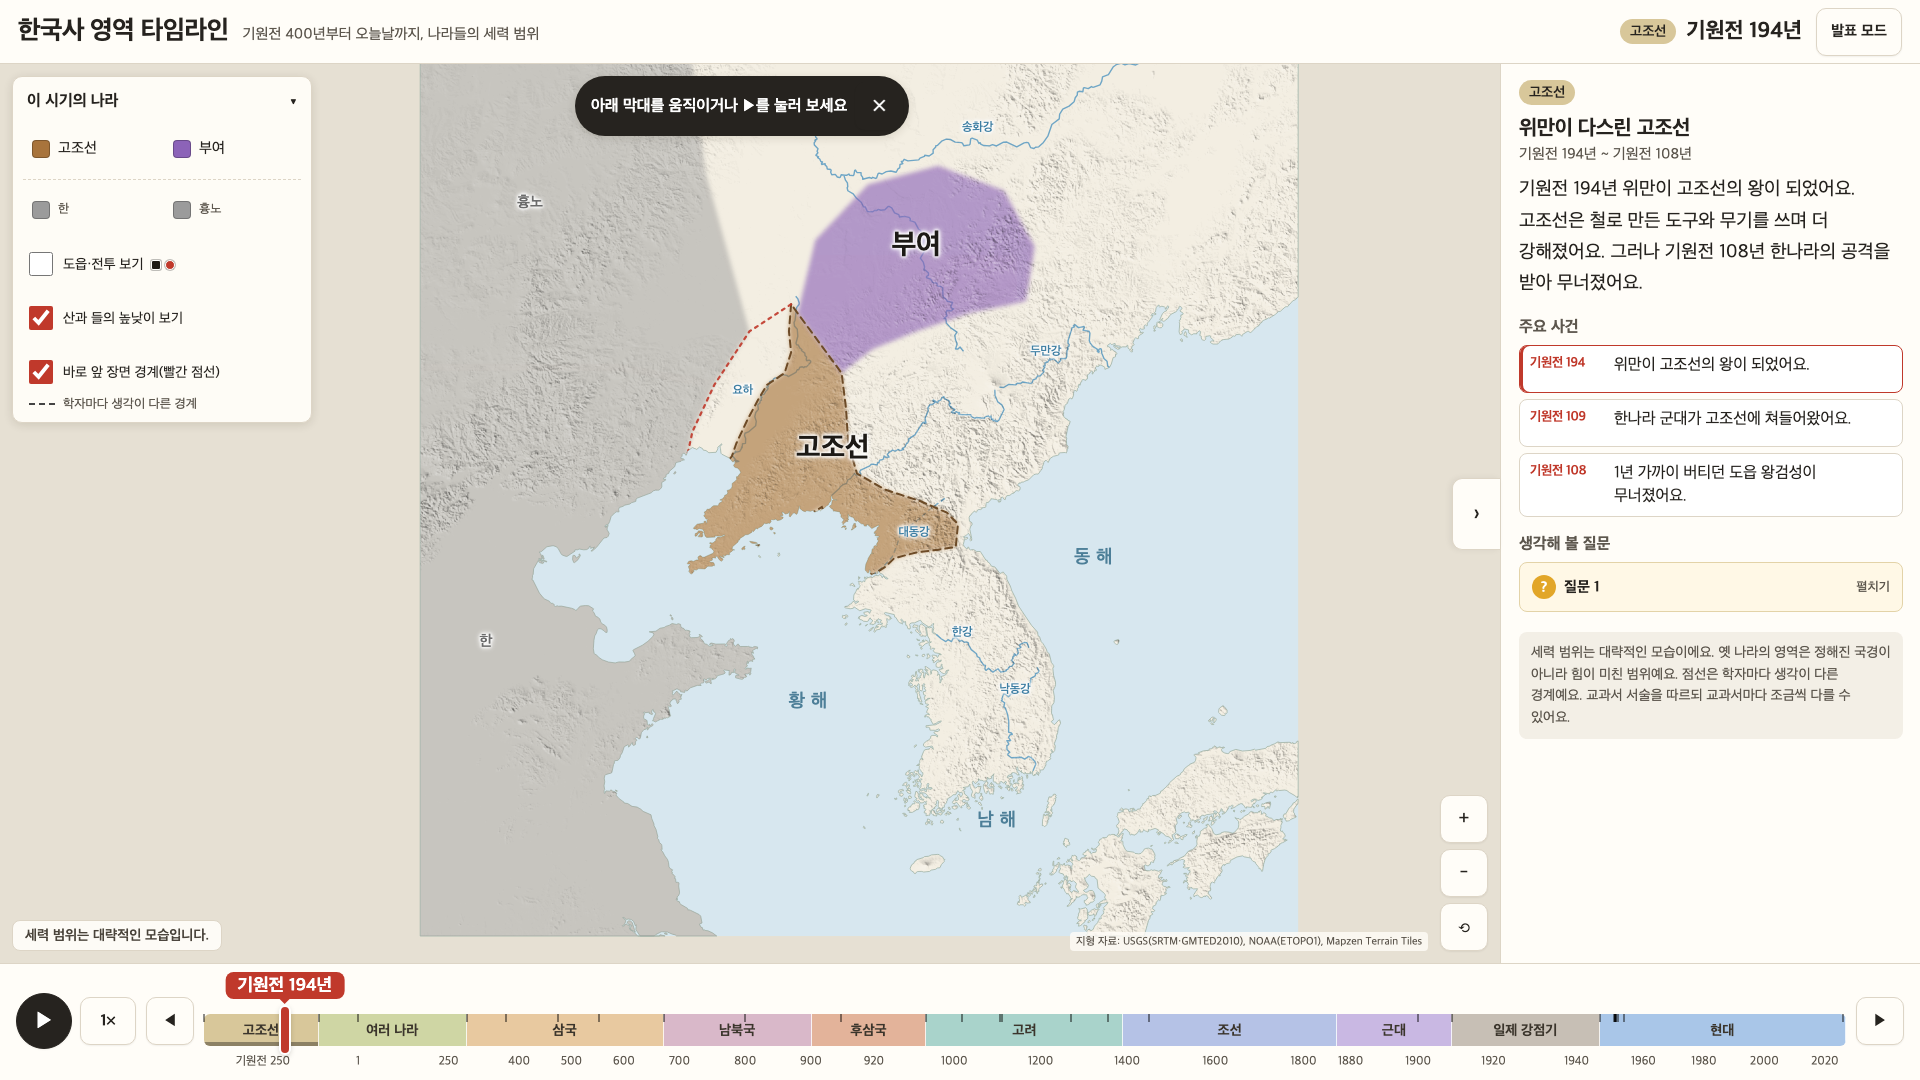 한국사 영역 타임라인
기원전 400년부터 오늘날까지, 나라들의 세력 범위
고조선
기원전 194년
발표 모드
이 시기의 나라
▾
고조선
부여
한
흉노
도읍·전투 보기
산과 들의 높낮이 보기
바로 앞 장면 경계(빨간 점선)
학자마다 생각이 다른 경계
아래 막대를 움직이거나 ▶를 눌러 보세요 ✕
송화강
흉노
부여
두만강
요하
고조선
대동강
동 해
한강
한
낙동강
황 해
남 해
›
+
−
⟲
세력 범위는 대략적인 모습입니다.
지형 자료: USGS(SRTM·GMTED2010), NOAA(ETOPO1), Mapzen Terrain Tiles
고조선
위만이 다스린 고조선
기원전 194년 ~ 기원전 108년
기원전 194년 위만이 고조선의 왕이 되었어요.
고조선은 철로 만든 도구와 무기를 쓰며 더
강해졌어요. 그러나 기원전 108년 한나라의 공격을
받아 무너졌어요.
주요 사건
기원전 194 위만이 고조선의 왕이 되었어요.
기원전 109 한나라 군대가 고조선에 쳐들어왔어요.
기원전 108 1년 가까이 버티던 도읍 왕검성이
무너졌어요.
생각해 볼 질문
? 질문 1 펼치기
세력 범위는 대략적인 모습이에요. 옛 나라의 영역은 정해진 국경이
아니라 힘이 미친 범위예요. 점선은 학자마다 생각이 다른
경계예요. 교과서 서술을 따르되 교과서마다 조금씩 다를 수
있어요.
기원전 194년
▶ 1× ◀
고조선 여러 나라 삼국 남북국 후삼국 고려 조선 근대 일제 강점기 현대
▶
기원전 250 1 250 400 500 600 700 800 900 920 1000 1200 1400 1600 1800 1880 1900 1920 1940 1960 1980 2000 2020